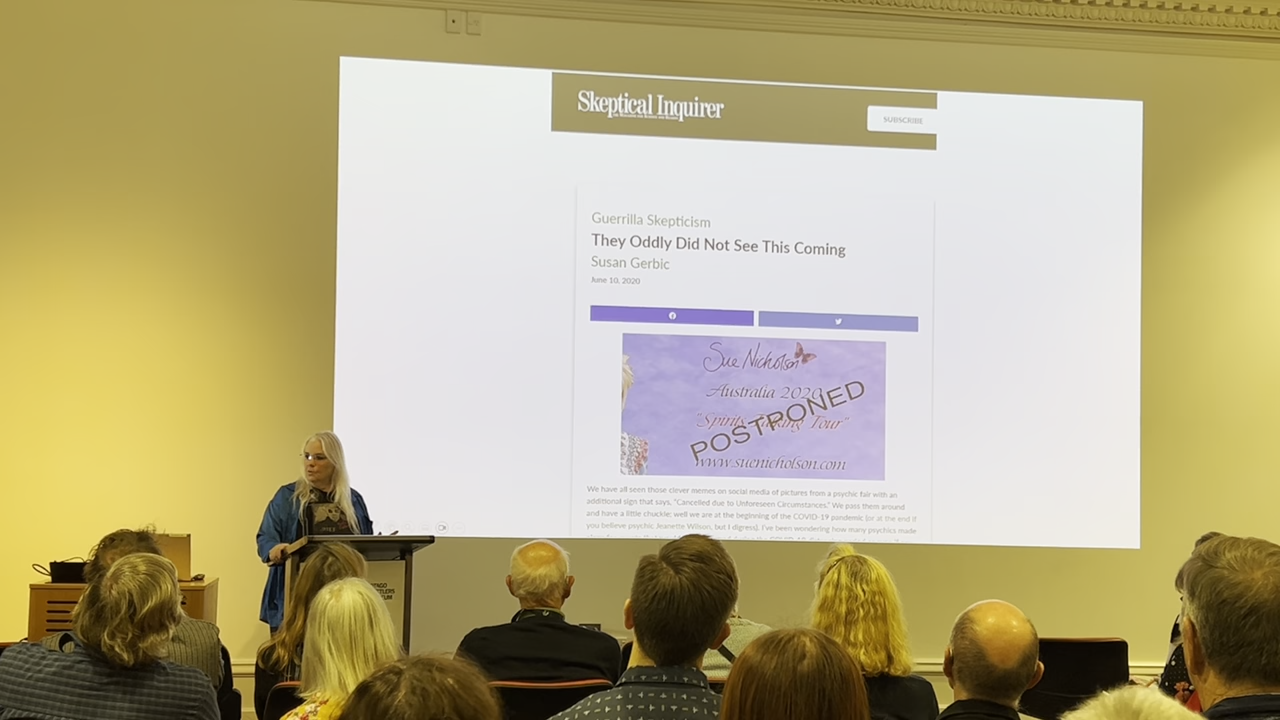 Skeptical Inquirer
SUBSCRIBE
Guerrilla Skepticism
They Oddly Did Not See This Coming
Susan Gerbic
June 10, 2020
Sue Nicholson
Australia 2020
"Spirits Talking Tour"
POSTPONED
www.suenicholson.com
We have all seen those clever memes on social media of pictures from a psychic fair with an
additional sign that says, "Cancelled due to Unforeseen Circumstances." We pass them around
and have a little chuckle; well we are at the beginning of the COVID-19 pandemic (or at the end if
you believe psychic Jeanette Wilson, but I digress). I've been wondering how many psychics made